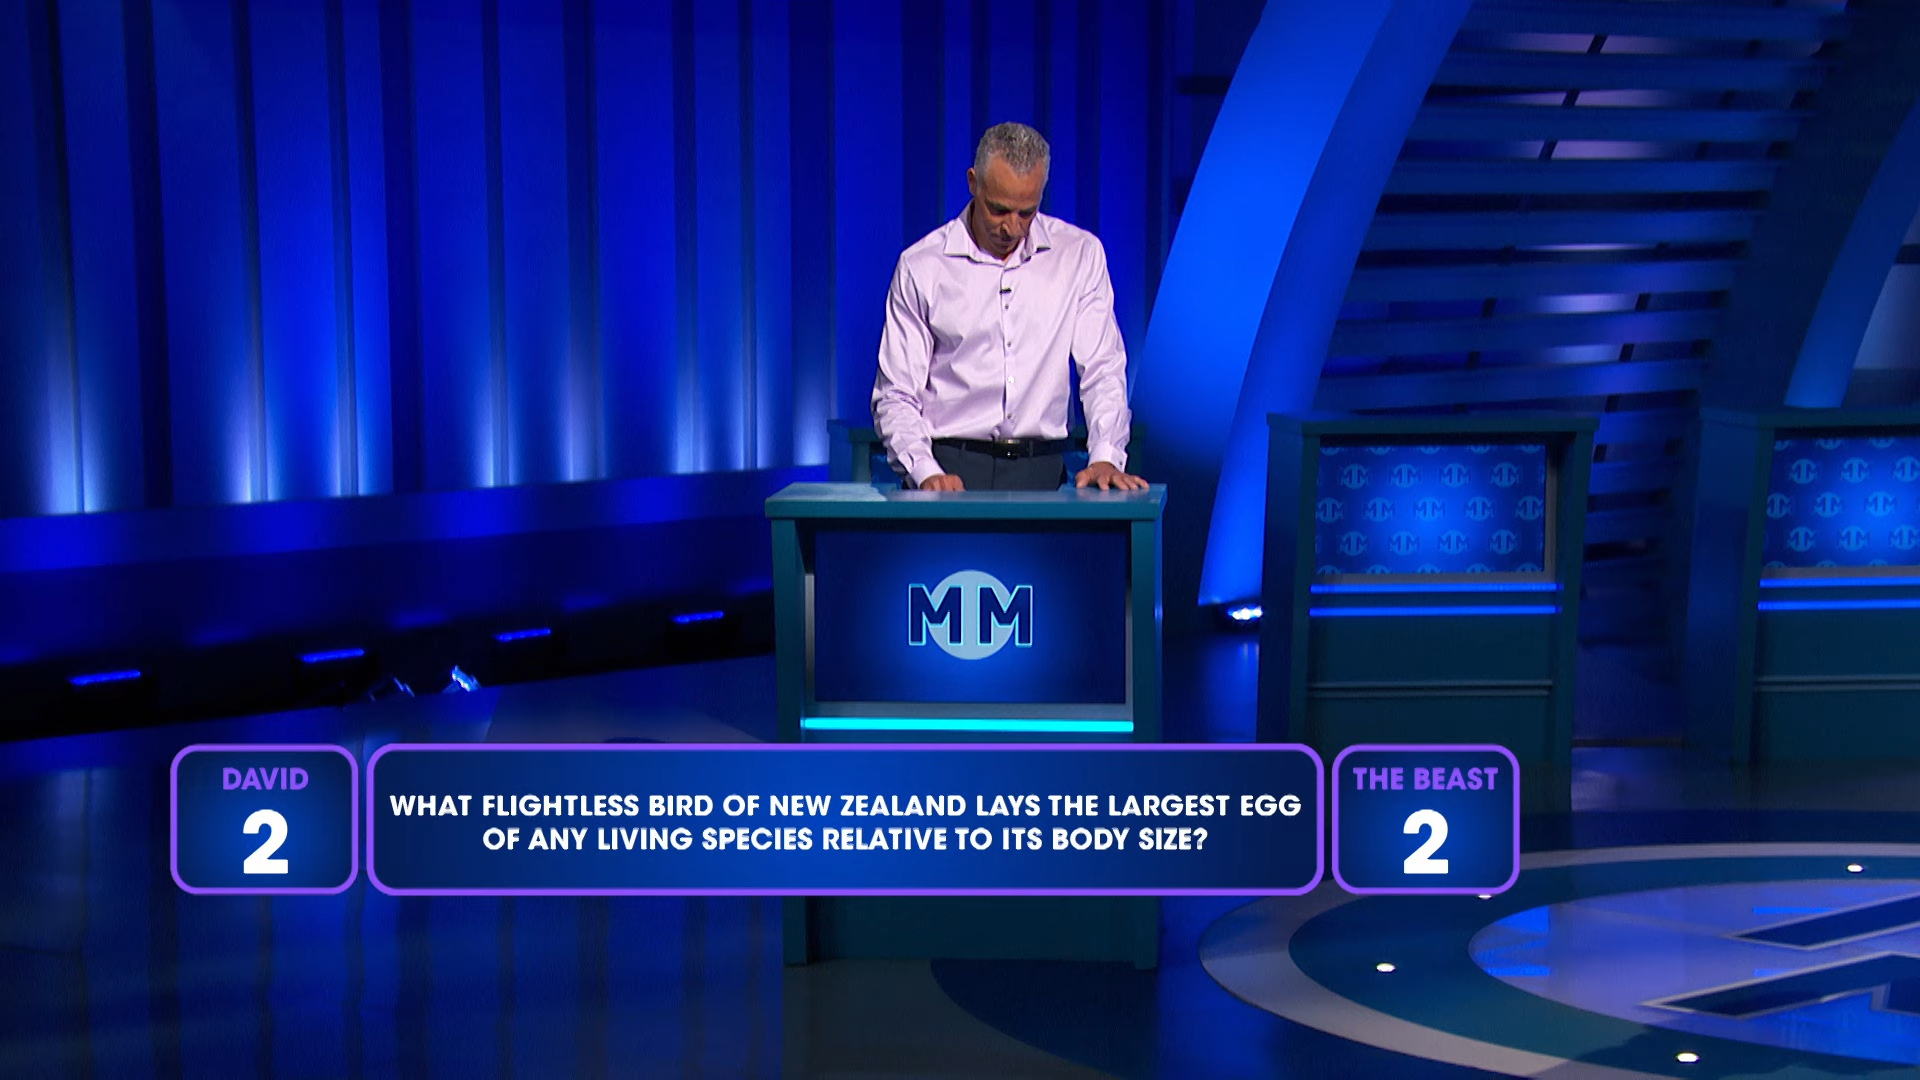 MM
DAVID
2
WHAT FLIGHTLESS BIRD OF NEW ZEALAND LAYS THE LARGEST EGG
OF ANY LIVING SPECIES RELATIVE TO ITS BODY SIZE?
THE BEAST
2